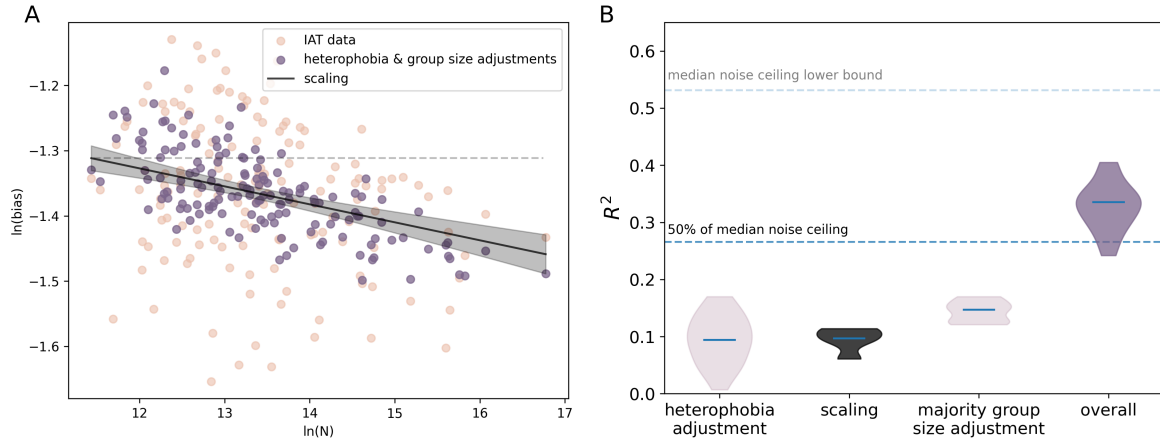 A
IAT data
heterophobia & group size adjustments
scaling
−1.2
−1.3
−1.4
−1.5
−1.6
ln(bias)
12
13
14
15
16
17
ln(N)
B
0.6
0.5
0.4
0.3
0.2
0.1
0.0
R²
median noise ceiling lower bound
50% of median noise ceiling
heterophobia
adjustment
scaling
majority group
size adjustment
overall